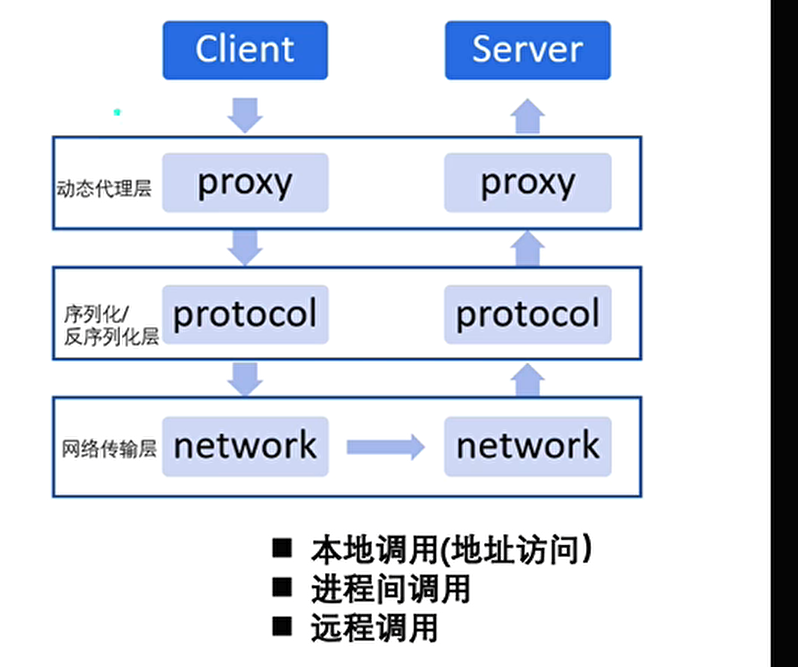 Client Server
动态代理层 proxy proxy
序列化/
反序列化层 protocol protocol
网络传输层 network network
■ 本地调用(地址访问)
■ 进程间调用
■ 远程调用